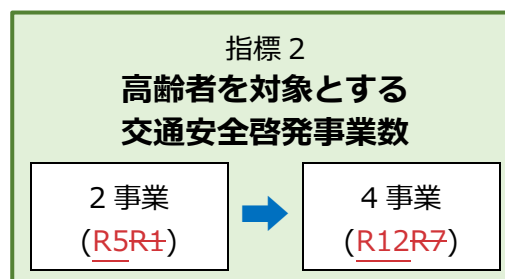 指標2
高齢者を対象とする
交通安全啓発事業数
2事業
(R5R1)
4事業
(R12R7)